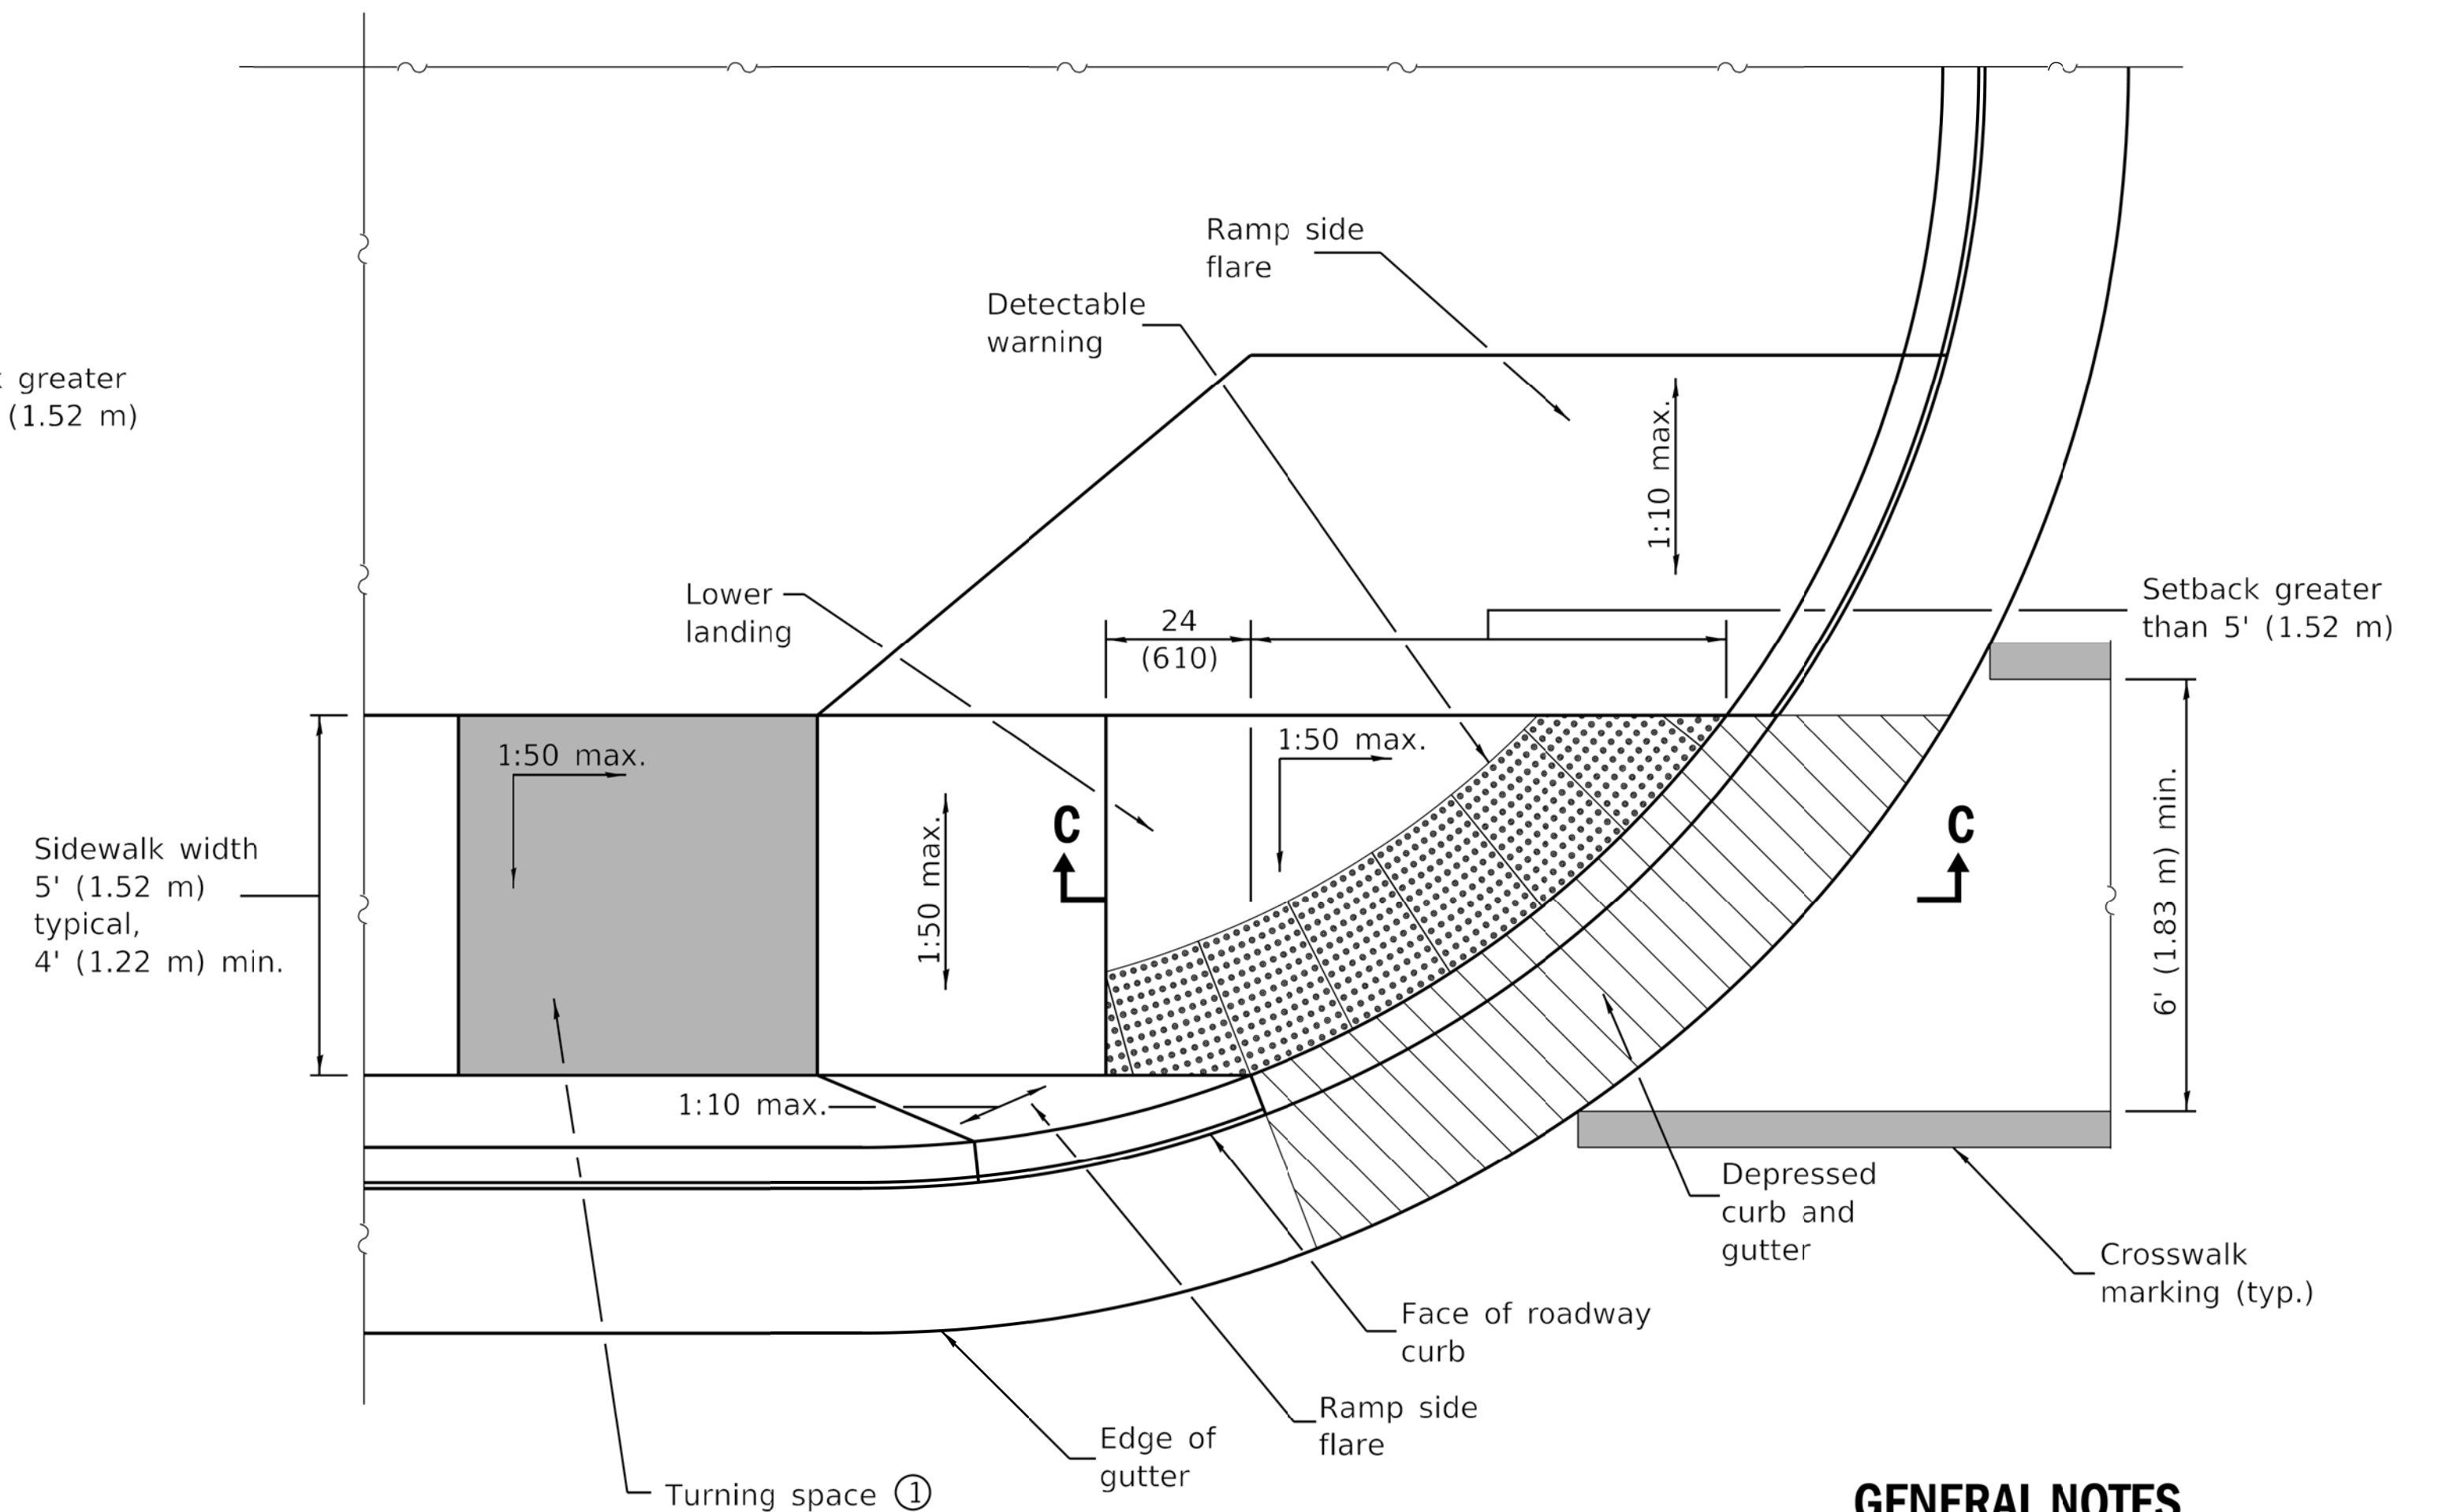 Ramp side
flare
Detectable
warning
greater
(1.52 m)
1:10 max.
Lower
landing
24
(610)
Setback greater
than 5' (1.52 m)
1:50 max.
1:50 max.
C
C
Sidewalk width
5' (1.52 m)
typical,
4' (1.22 m) min.
1:50 max.
6' (1.83 m) min.
1:10 max.
Depressed
curb and
gutter
Crosswalk
marking (typ.)
Face of roadway
curb
Ramp side
flare
Edge of
gutter
Turning space ①
GENERAL NOTES